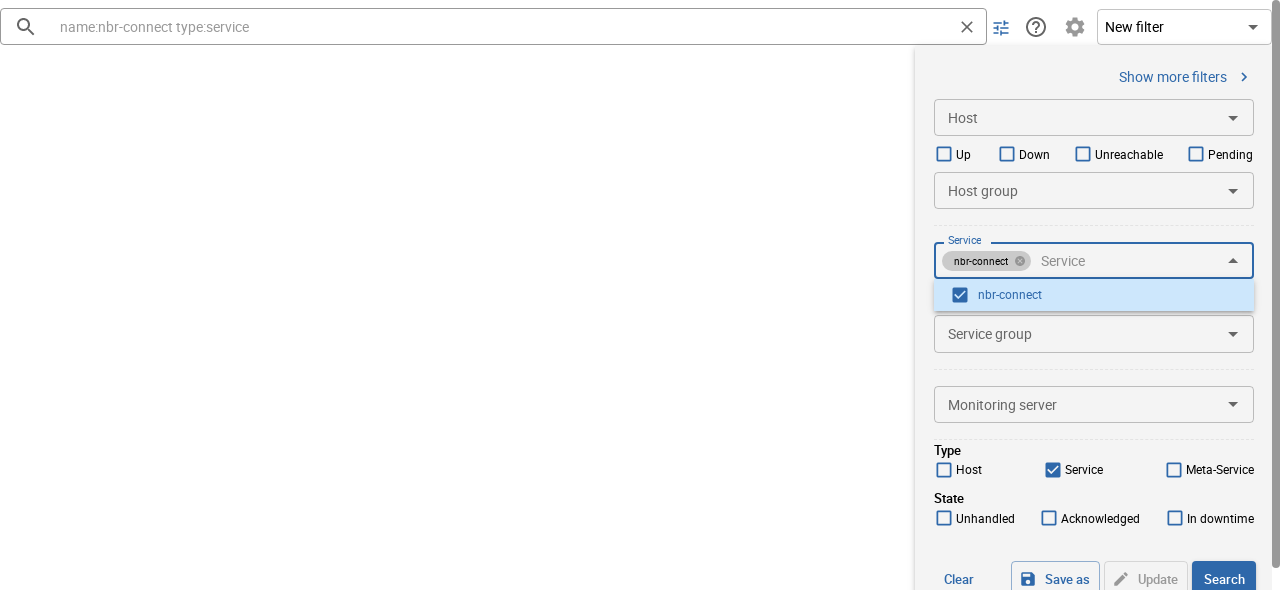 name:nbr-connect type:service
New filter
Show more filters
Host
Up Down Unreachable Pending
Host group
Service
nbr-connect Service
nbr-connect
Service group
Monitoring server
Type
Host Service Meta-Service
State
Unhandled Acknowledged In downtime
Clear Save as Update Search